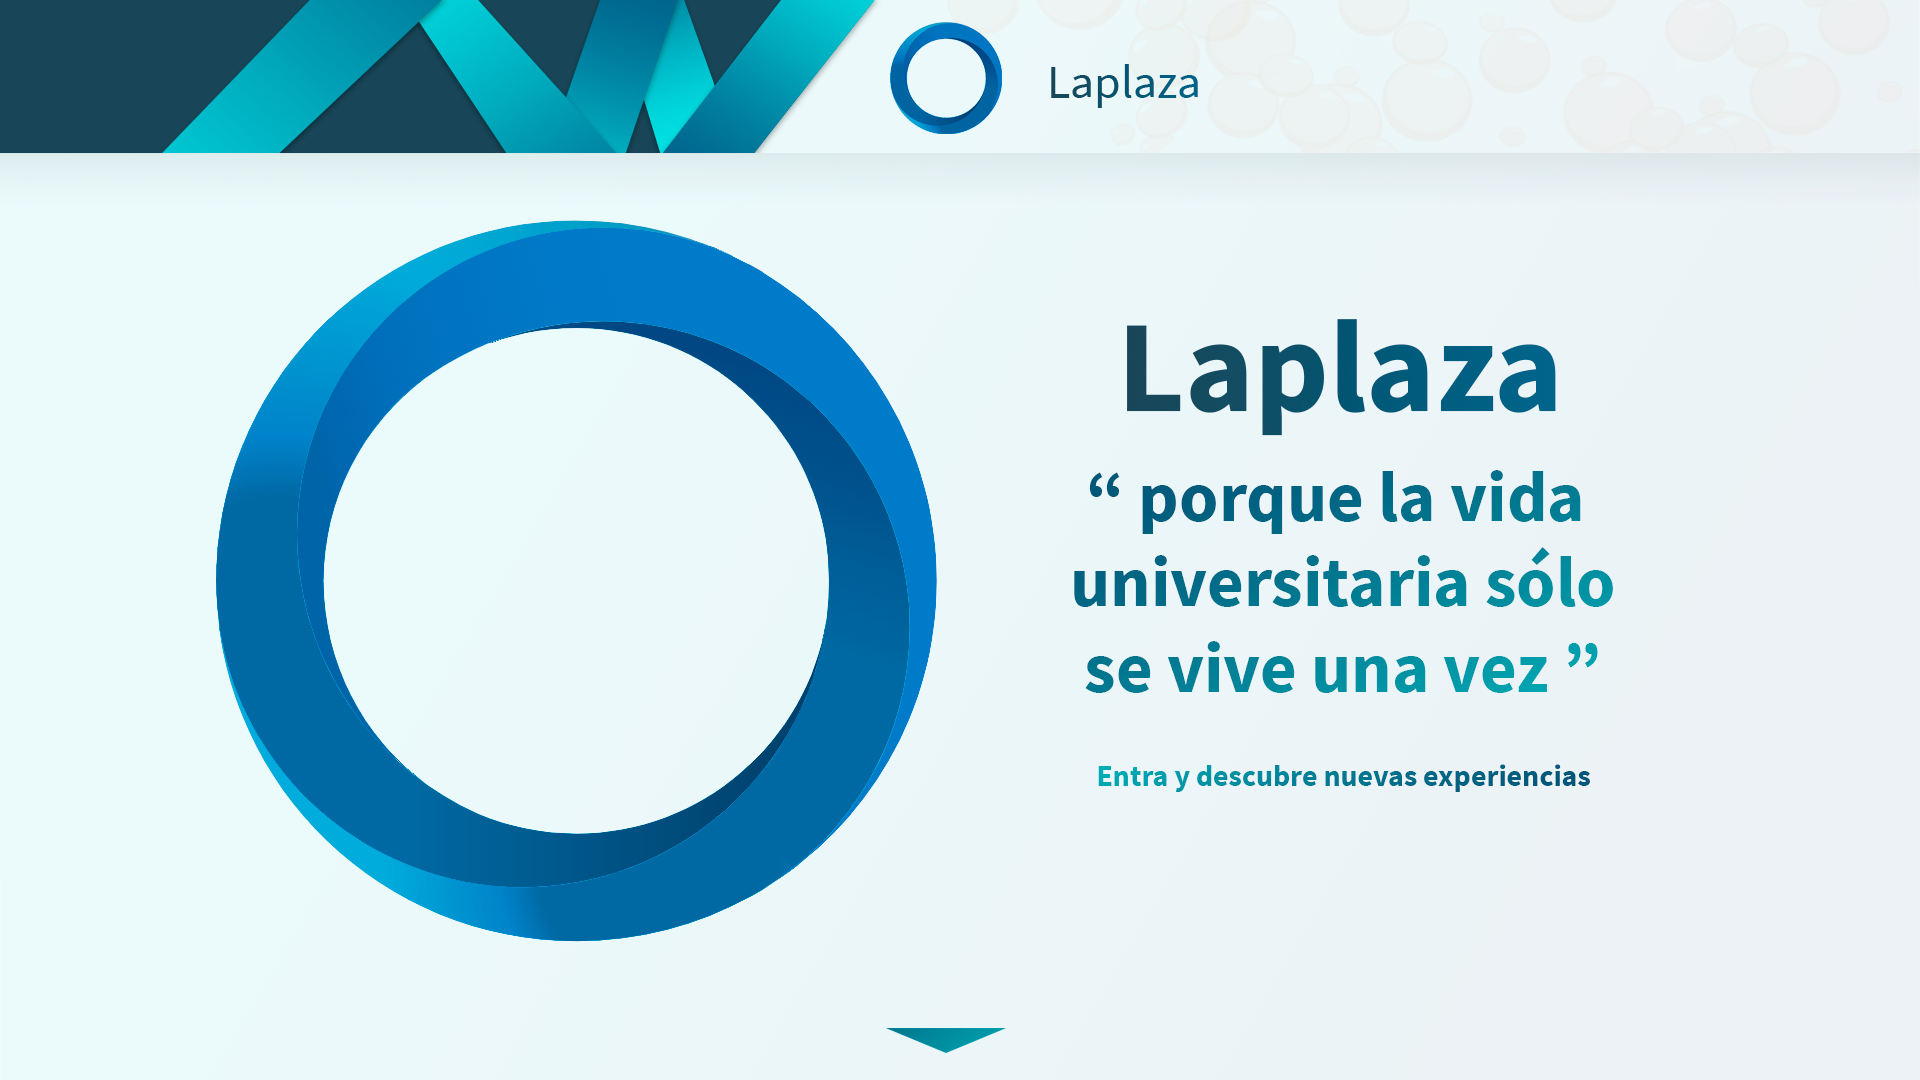 Laplaza
Laplaza
“ porque la vida
universitaria sólo
se vive una vez ”
Entra y descubre nuevas experiencias